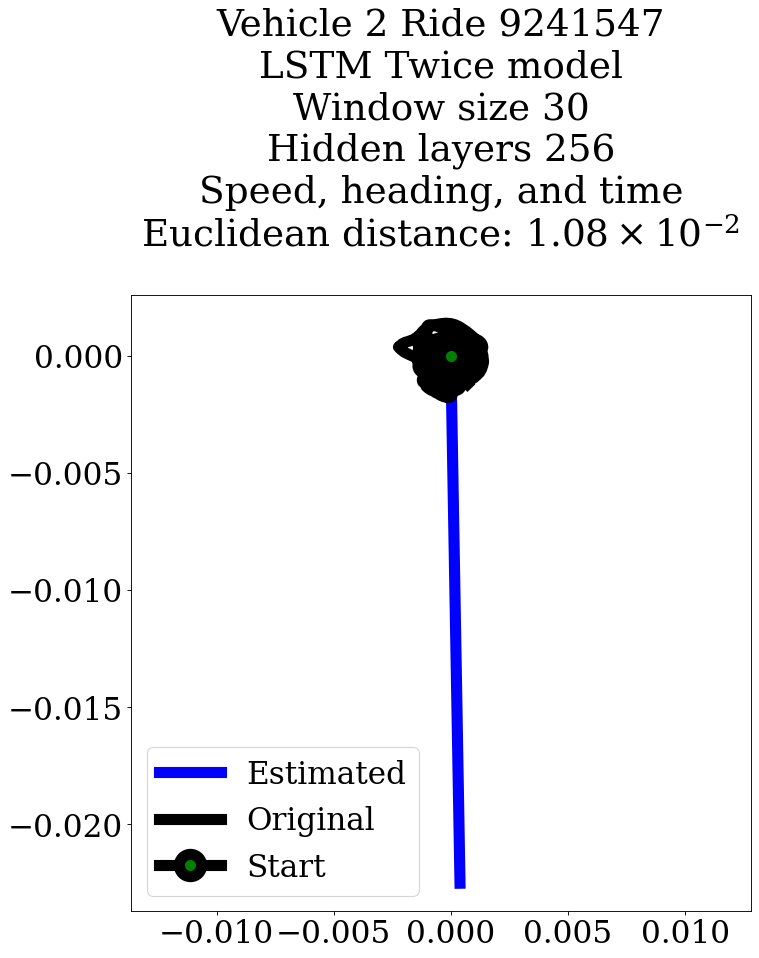 Vehicle 2 Ride 9241547
LSTM Twice model
Window size 30
Hidden layers 256
Speed, heading, and time
Euclidean distance: 1.08 × 10⁻²
0.000
−0.005
−0.010
−0.015
−0.020
Estimated
Original
Start
−0.010 −0.005 0.000 0.005 0.010